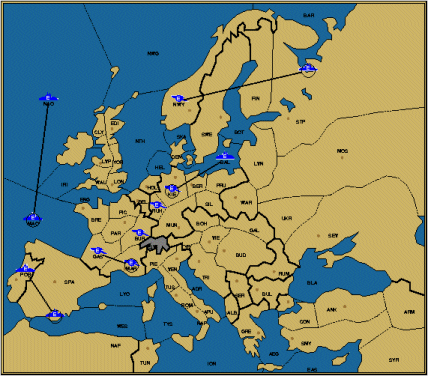 BAR
NWG
NAO
NWY
FIN
STP
CLY
EDI
SWE
SKA
BOT
NTH
DEN
BAL
LVN
MOS
LVP
YOR
HEL
IRI
WAL
LON
HOL
KIE
BER
PRU
WAR
ENG
BEL
RUH
SIL
UKR
MAO
PIC
BRE
PAR
BUR
MUN
BOH
GAL
SEV
VIE
BUD
GAS
MAR
PIE
VEN
TRI
RUM
POR
SPA
TUS
ADR
SER
BUL
BLA
LYO
ROM
APU
ALB
ANK
ARM
CON
WES
TYS
NAP
GRE
SMY
NAF
TUN
ION
AEG
EAS
SYR